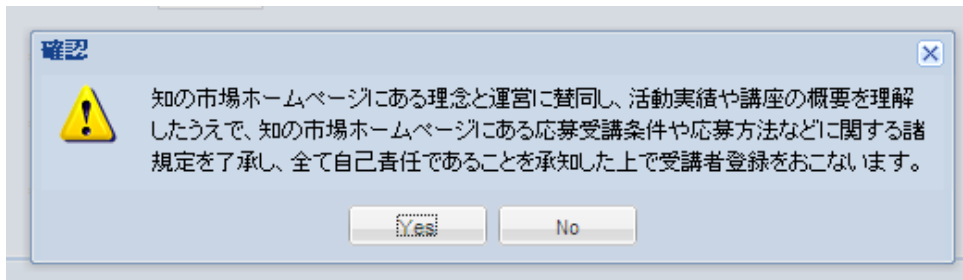 確認
知の市場ホームページにある理念と運営に賛同し、活動実績や講座の概要を理解
したうえで、知の市場ホームページにある応募受講条件や応募方法などに関する諸
規定を了承し、全て自己責任であることを承知した上で受講者登録をおこないます。
Yes No